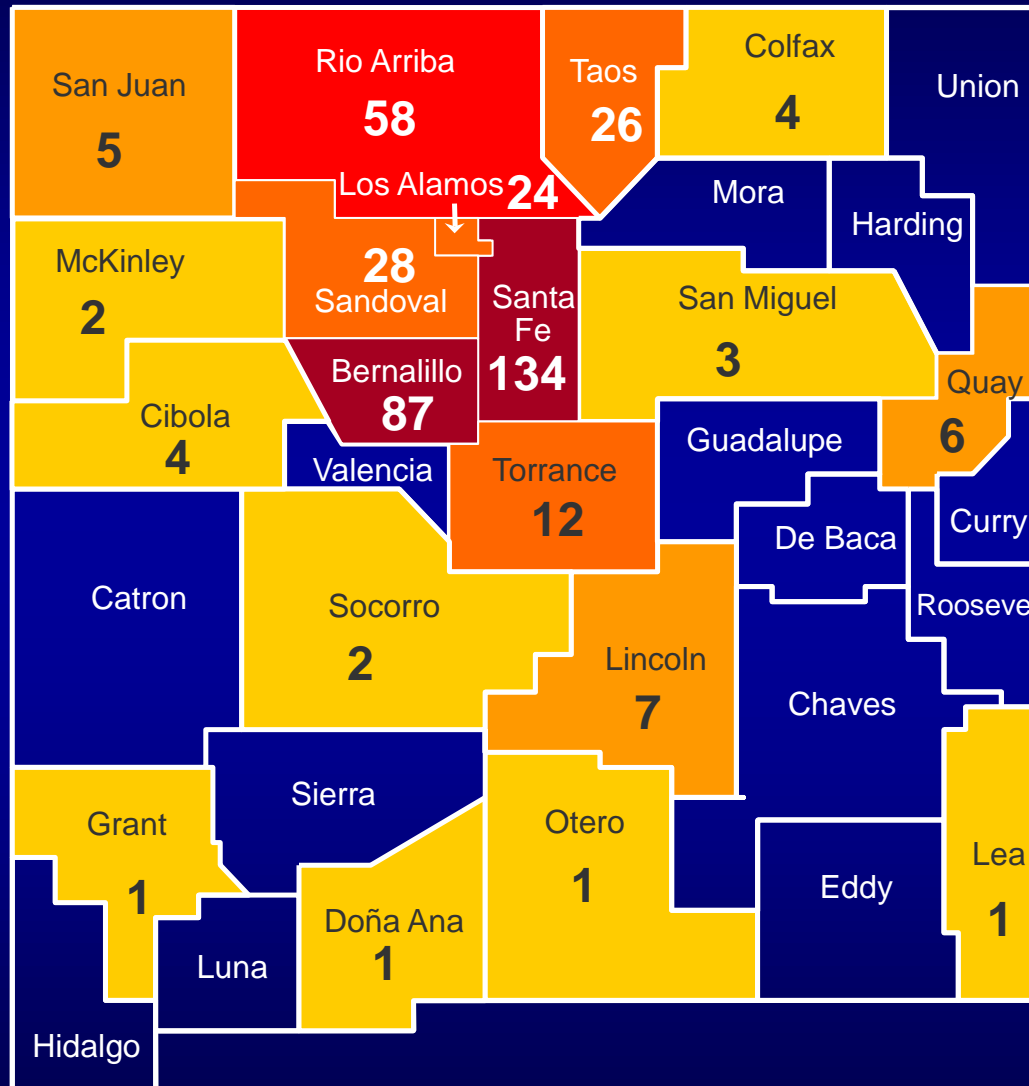 San Juan
5
Rio Arriba
58
Taos
26
Colfax
4
Union
Los Alamos 24
Mora
Harding
McKinley
2
28
Sandoval
Santa
Fe
134
San Miguel
3
Bernalillo
87
Quay
6
Cibola
4
Valencia
Torrance
12
Guadalupe
De Baca
Curry
Catron
Socorro
2
Lincoln
7
Rooseve
Chaves
Sierra
Grant
1
Otero
1
Lea
1
Eddy
Doña Ana
1
Luna
Hidalgo